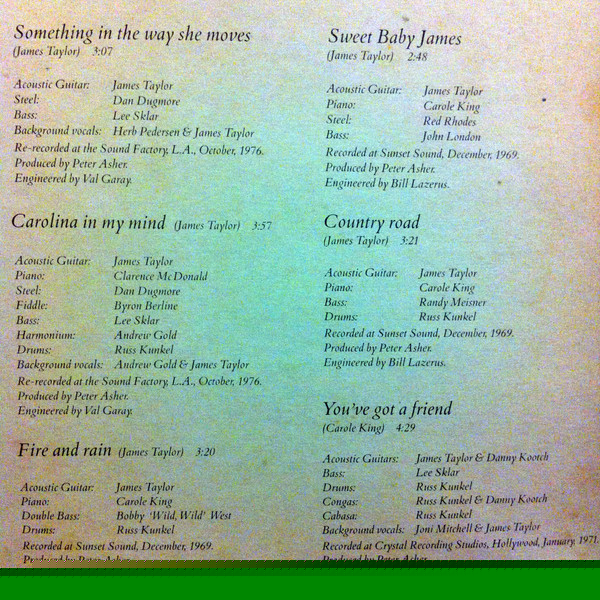 Something in the way she moves
(James Taylor) 3:07
Acoustic Guitar: James Taylor
Steel: Dan Dugmore
Bass: Lee Sklar
Background vocals: Herb Pedersen & James Taylor
Re-recorded at the Sound Factory, L.A., October, 1976.
Produced by Peter Asher.
Engineered by Val Garay.
Carolina in my mind (James Taylor) 3:57
Acoustic Guitar: James Taylor
Piano: Clarence McDonald
Steel: Dan Dugmore
Fiddle: Byron Berline
Bass: Lee Sklar
Harmonium: Andrew Gold
Drums: Russ Kunkel
Background vocals: Andrew Gold & James Taylor
Re-recorded at the Sound Factory, L.A., October, 1976.
Produced by Peter Asher.
Engineered by Val Garay.
Fire and rain (James Taylor) 3:20
Acoustic Guitar: James Taylor
Piano: Carole King
Double Bass: Bobby 'Wild, Wild' West
Drums: Russ Kunkel
Recorded at Sunset Sound, December, 1969.
Produced by Peter Asher.
Sweet Baby James
(James Taylor) 2:48
Acoustic Guitar: James Taylor
Piano: Carole King
Steel: Red Rhodes
Bass: John London
Recorded at Sunset Sound, December, 1969.
Produced by Peter Asher.
Engineered by Bill Lazerus.
Country road
(James Taylor) 3:21
Acoustic Guitar: James Taylor
Piano: Carole King
Bass: Randy Meisner
Drums: Russ Kunkel
Recorded at Sunset Sound, December, 1969.
Produced by Peter Asher.
Engineered by Bill Lazerus.
You've got a friend
(Carole King) 4:29
Acoustic Guitars: James Taylor & Danny Kootch
Bass: Lee Sklar
Drums: Russ Kunkel
Congas: Russ Kunkel & Danny Kootch
Cabasa: Russ Kunkel
Background vocals: Joni Mitchell & James Taylor
Recorded at Crystal Recording Studios, Hollywood, January, 1971.
Produced by Peter Asher.